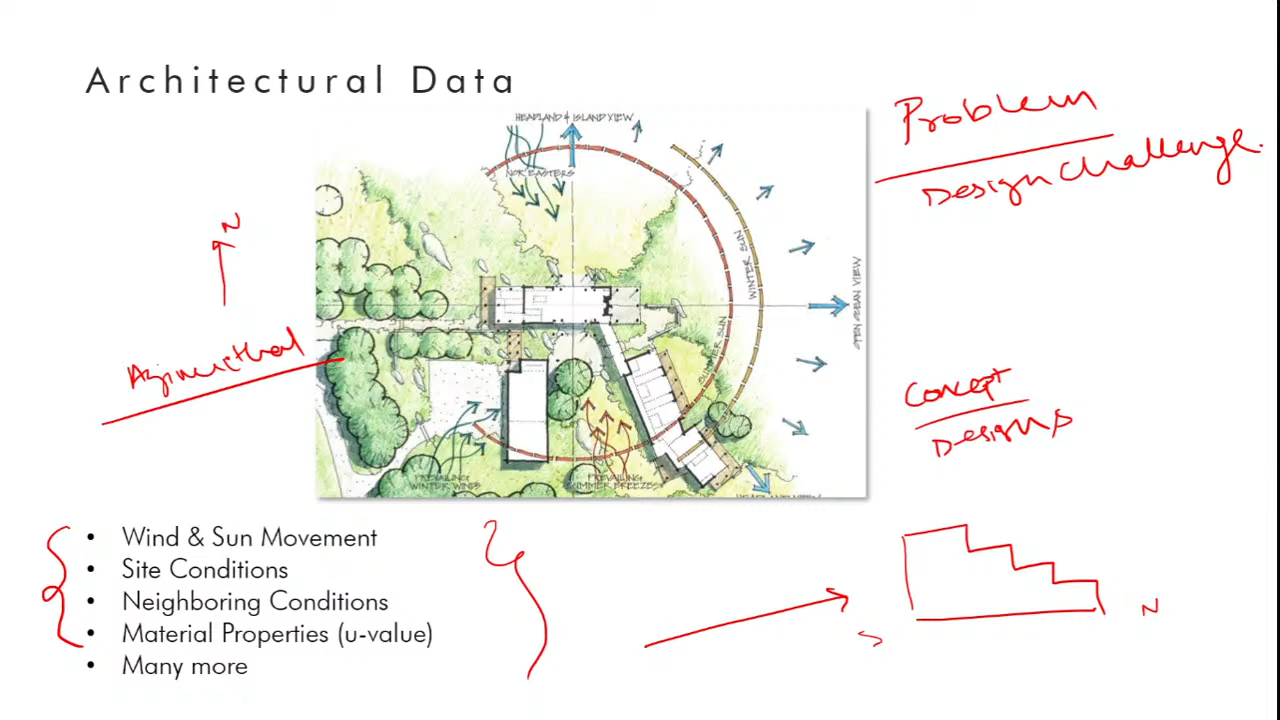 Architectural Data
Problem
Design Challenge.
HEADLAND & ISLAND VIEW
NOR'EASTERS
N
WINTER SUN
OPEN OCEAN VIEW
SUMMER SUN
Azimuthal
Concept
Designs
PREVAILING
WINTER WINDS
PREVAILING
SUMMER BREEZES
• Wind & Sun Movement
• Site Conditions
• Neighboring Conditions
• Material Properties (u-value)
• Many more
S
N